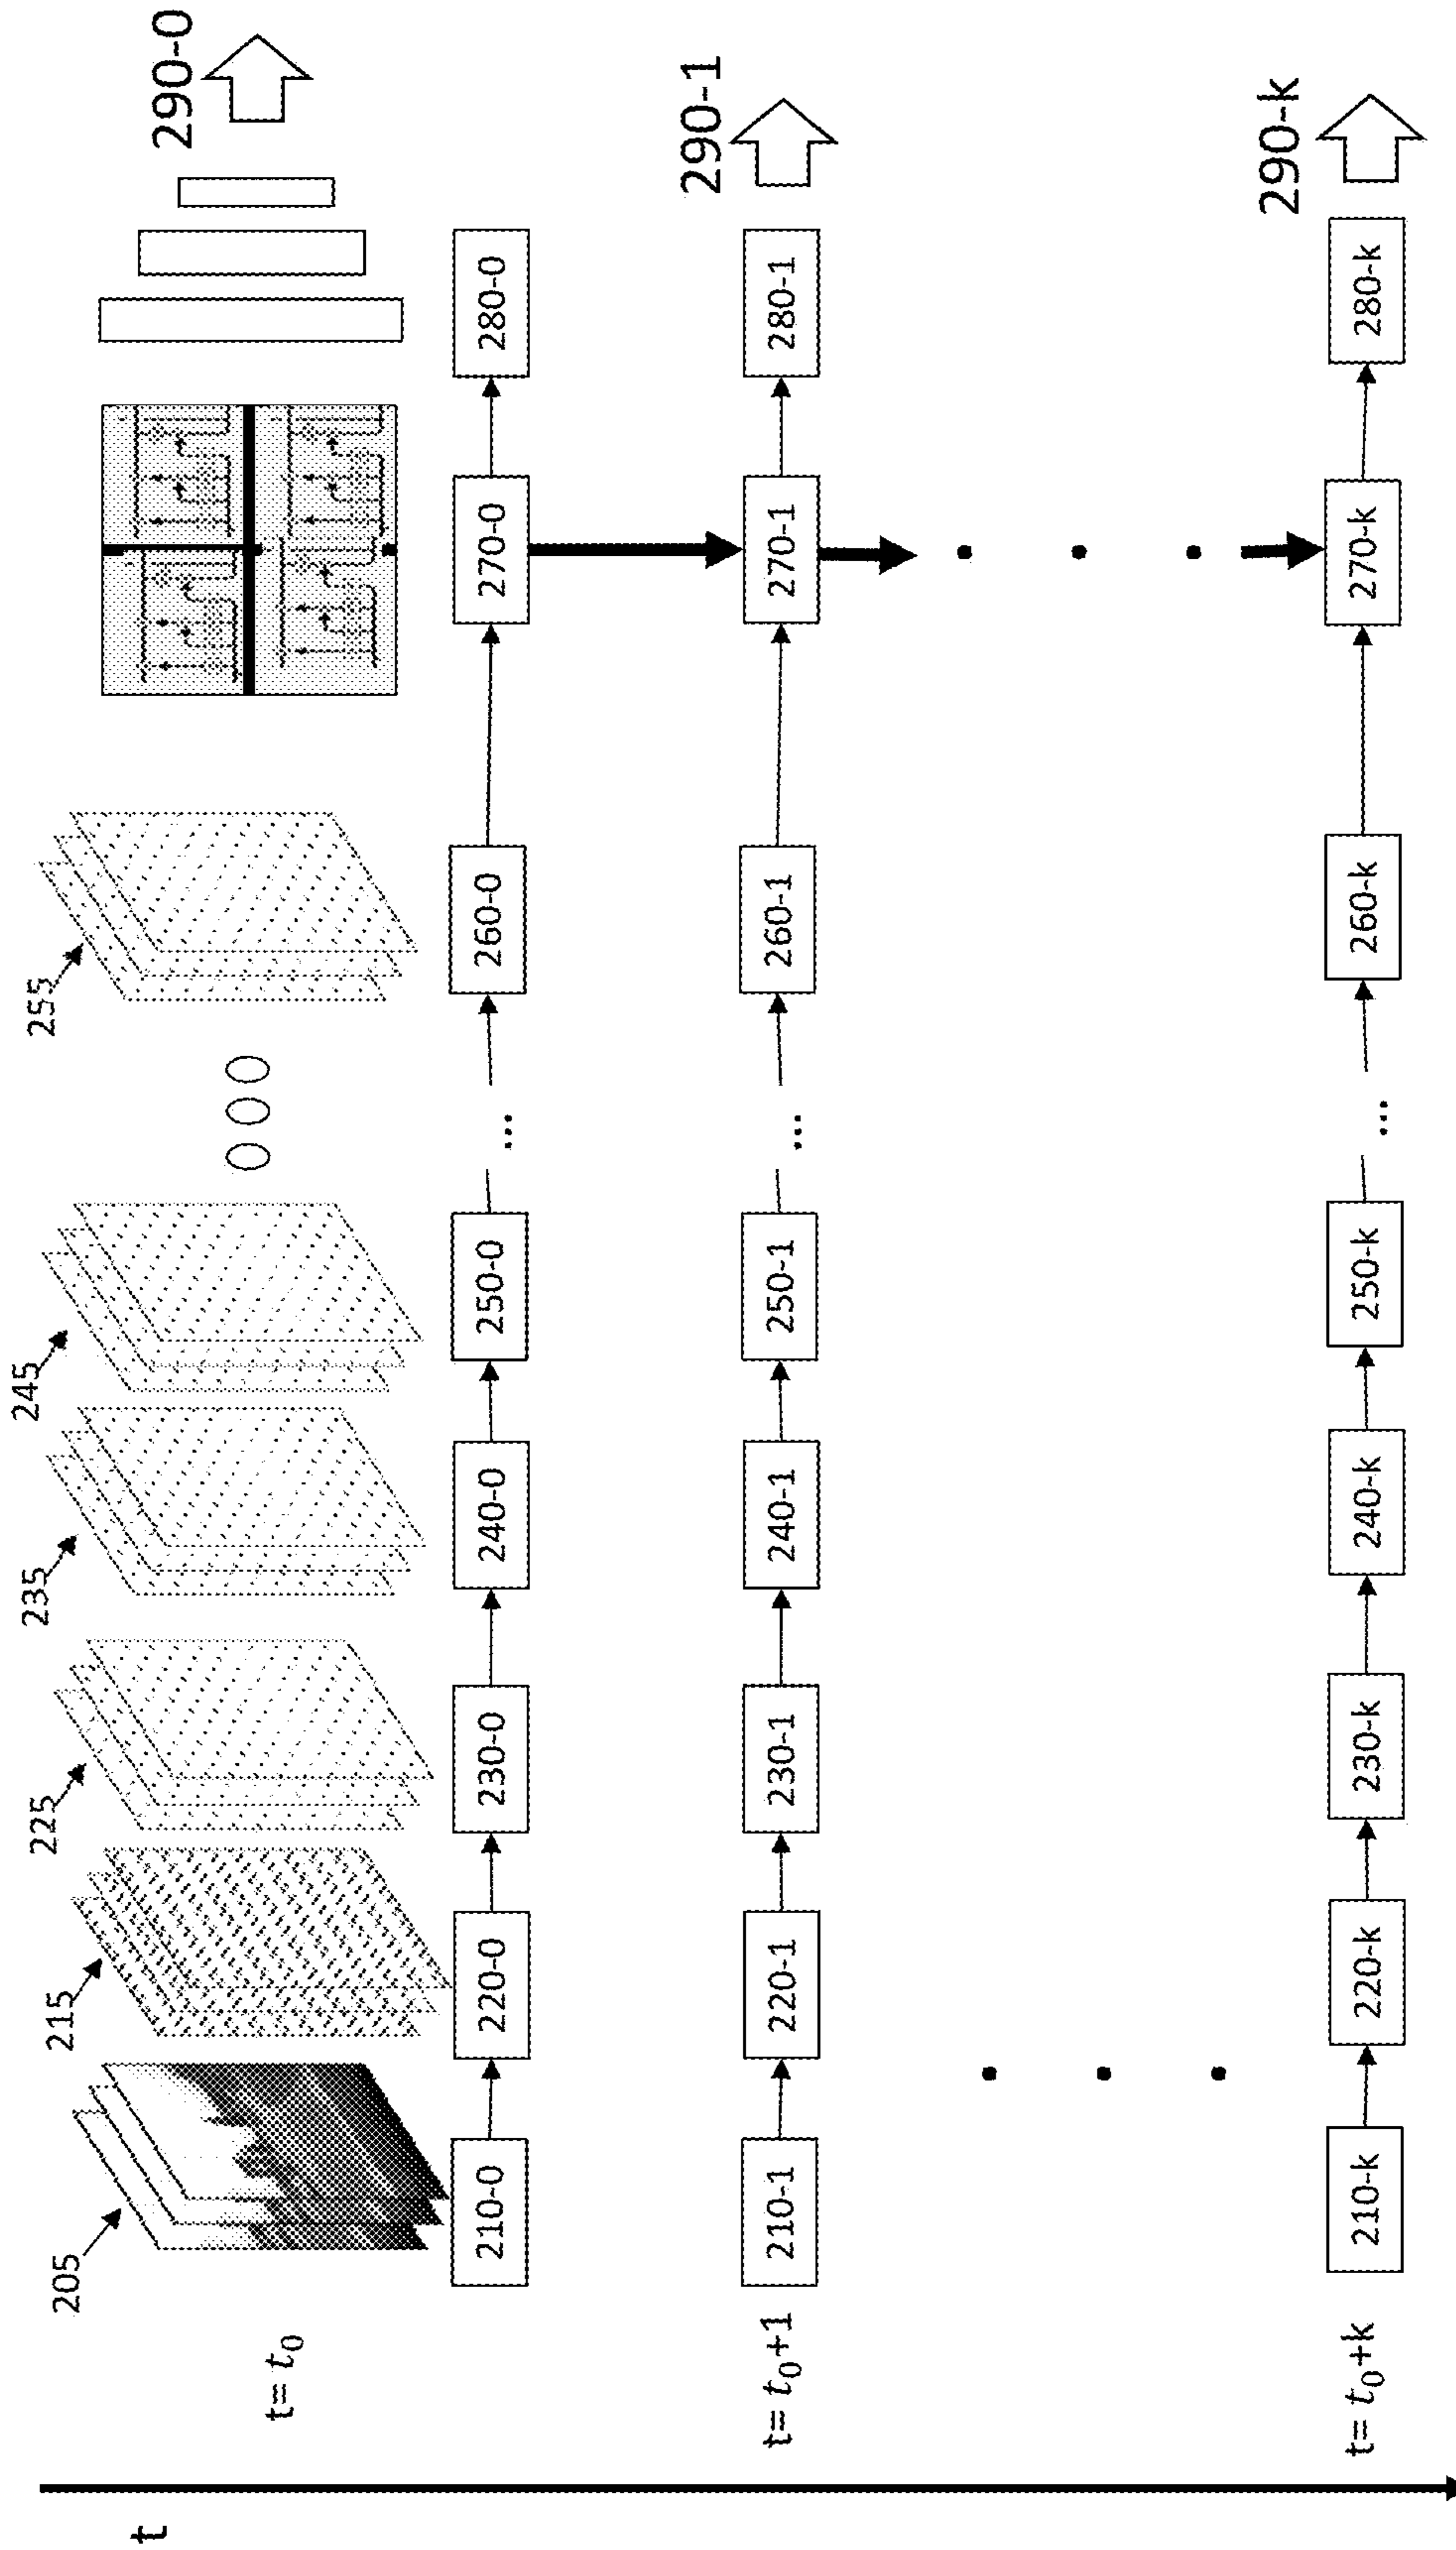 t
t= t₀
205
215
225
235
245
255
290-0
210-0
220-0
230-0
240-0
250-0
...
260-0
270-0
280-0
t= t₀+1
210-1
220-1
230-1
240-1
250-1
...
260-1
270-1
280-1
290-1
t= t₀+k
210-k
220-k
230-k
240-k
250-k
...
260-k
270-k
280-k
290-k